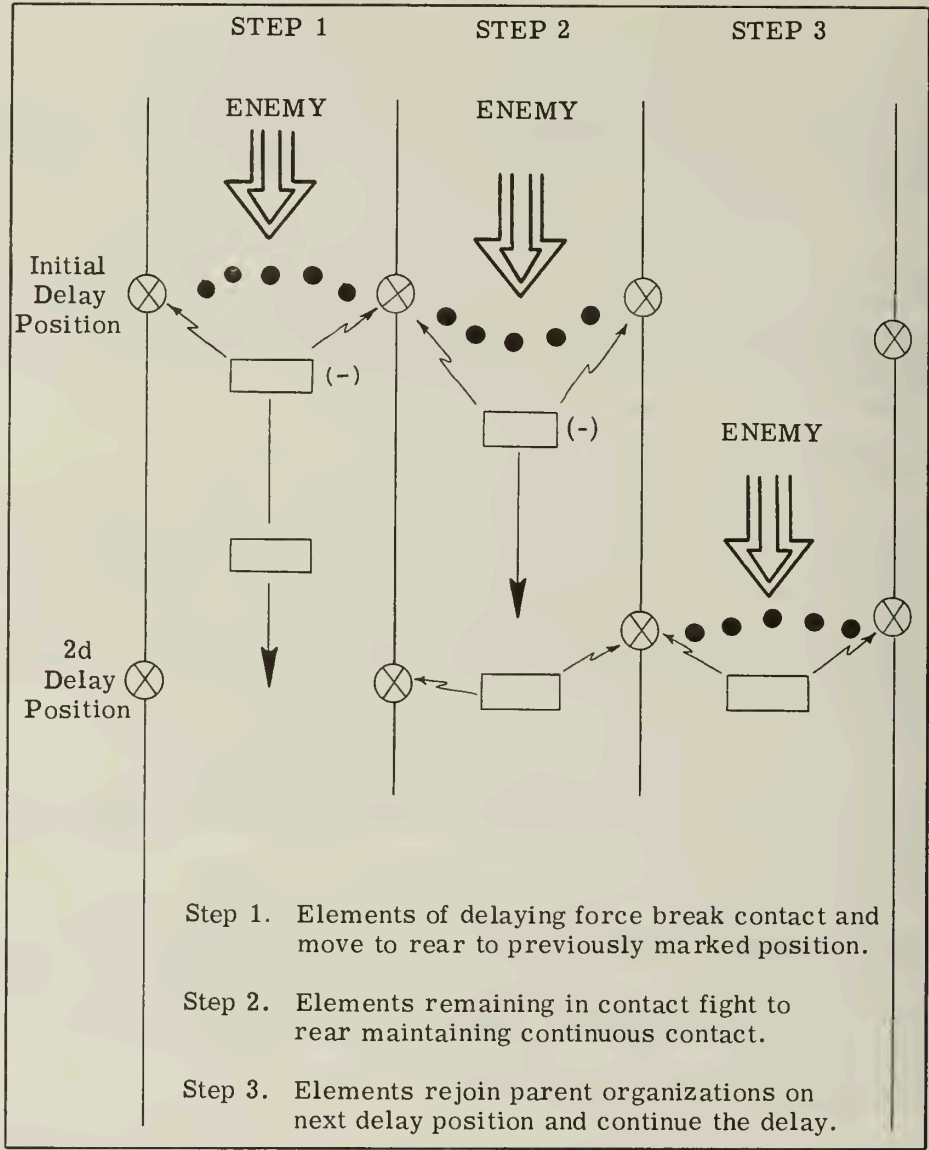 STEP 1
STEP 2
STEP 3
ENEMY
ENEMY
Initial
Delay
Position
(-)
(-)
ENEMY
2d
Delay
Position
Step 1. Elements of delaying force break contact and
move to rear to previously marked position.
Step 2. Elements remaining in contact fight to
rear maintaining continuous contact.
Step 3. Elements rejoin parent organizations on
next delay position and continue the delay.